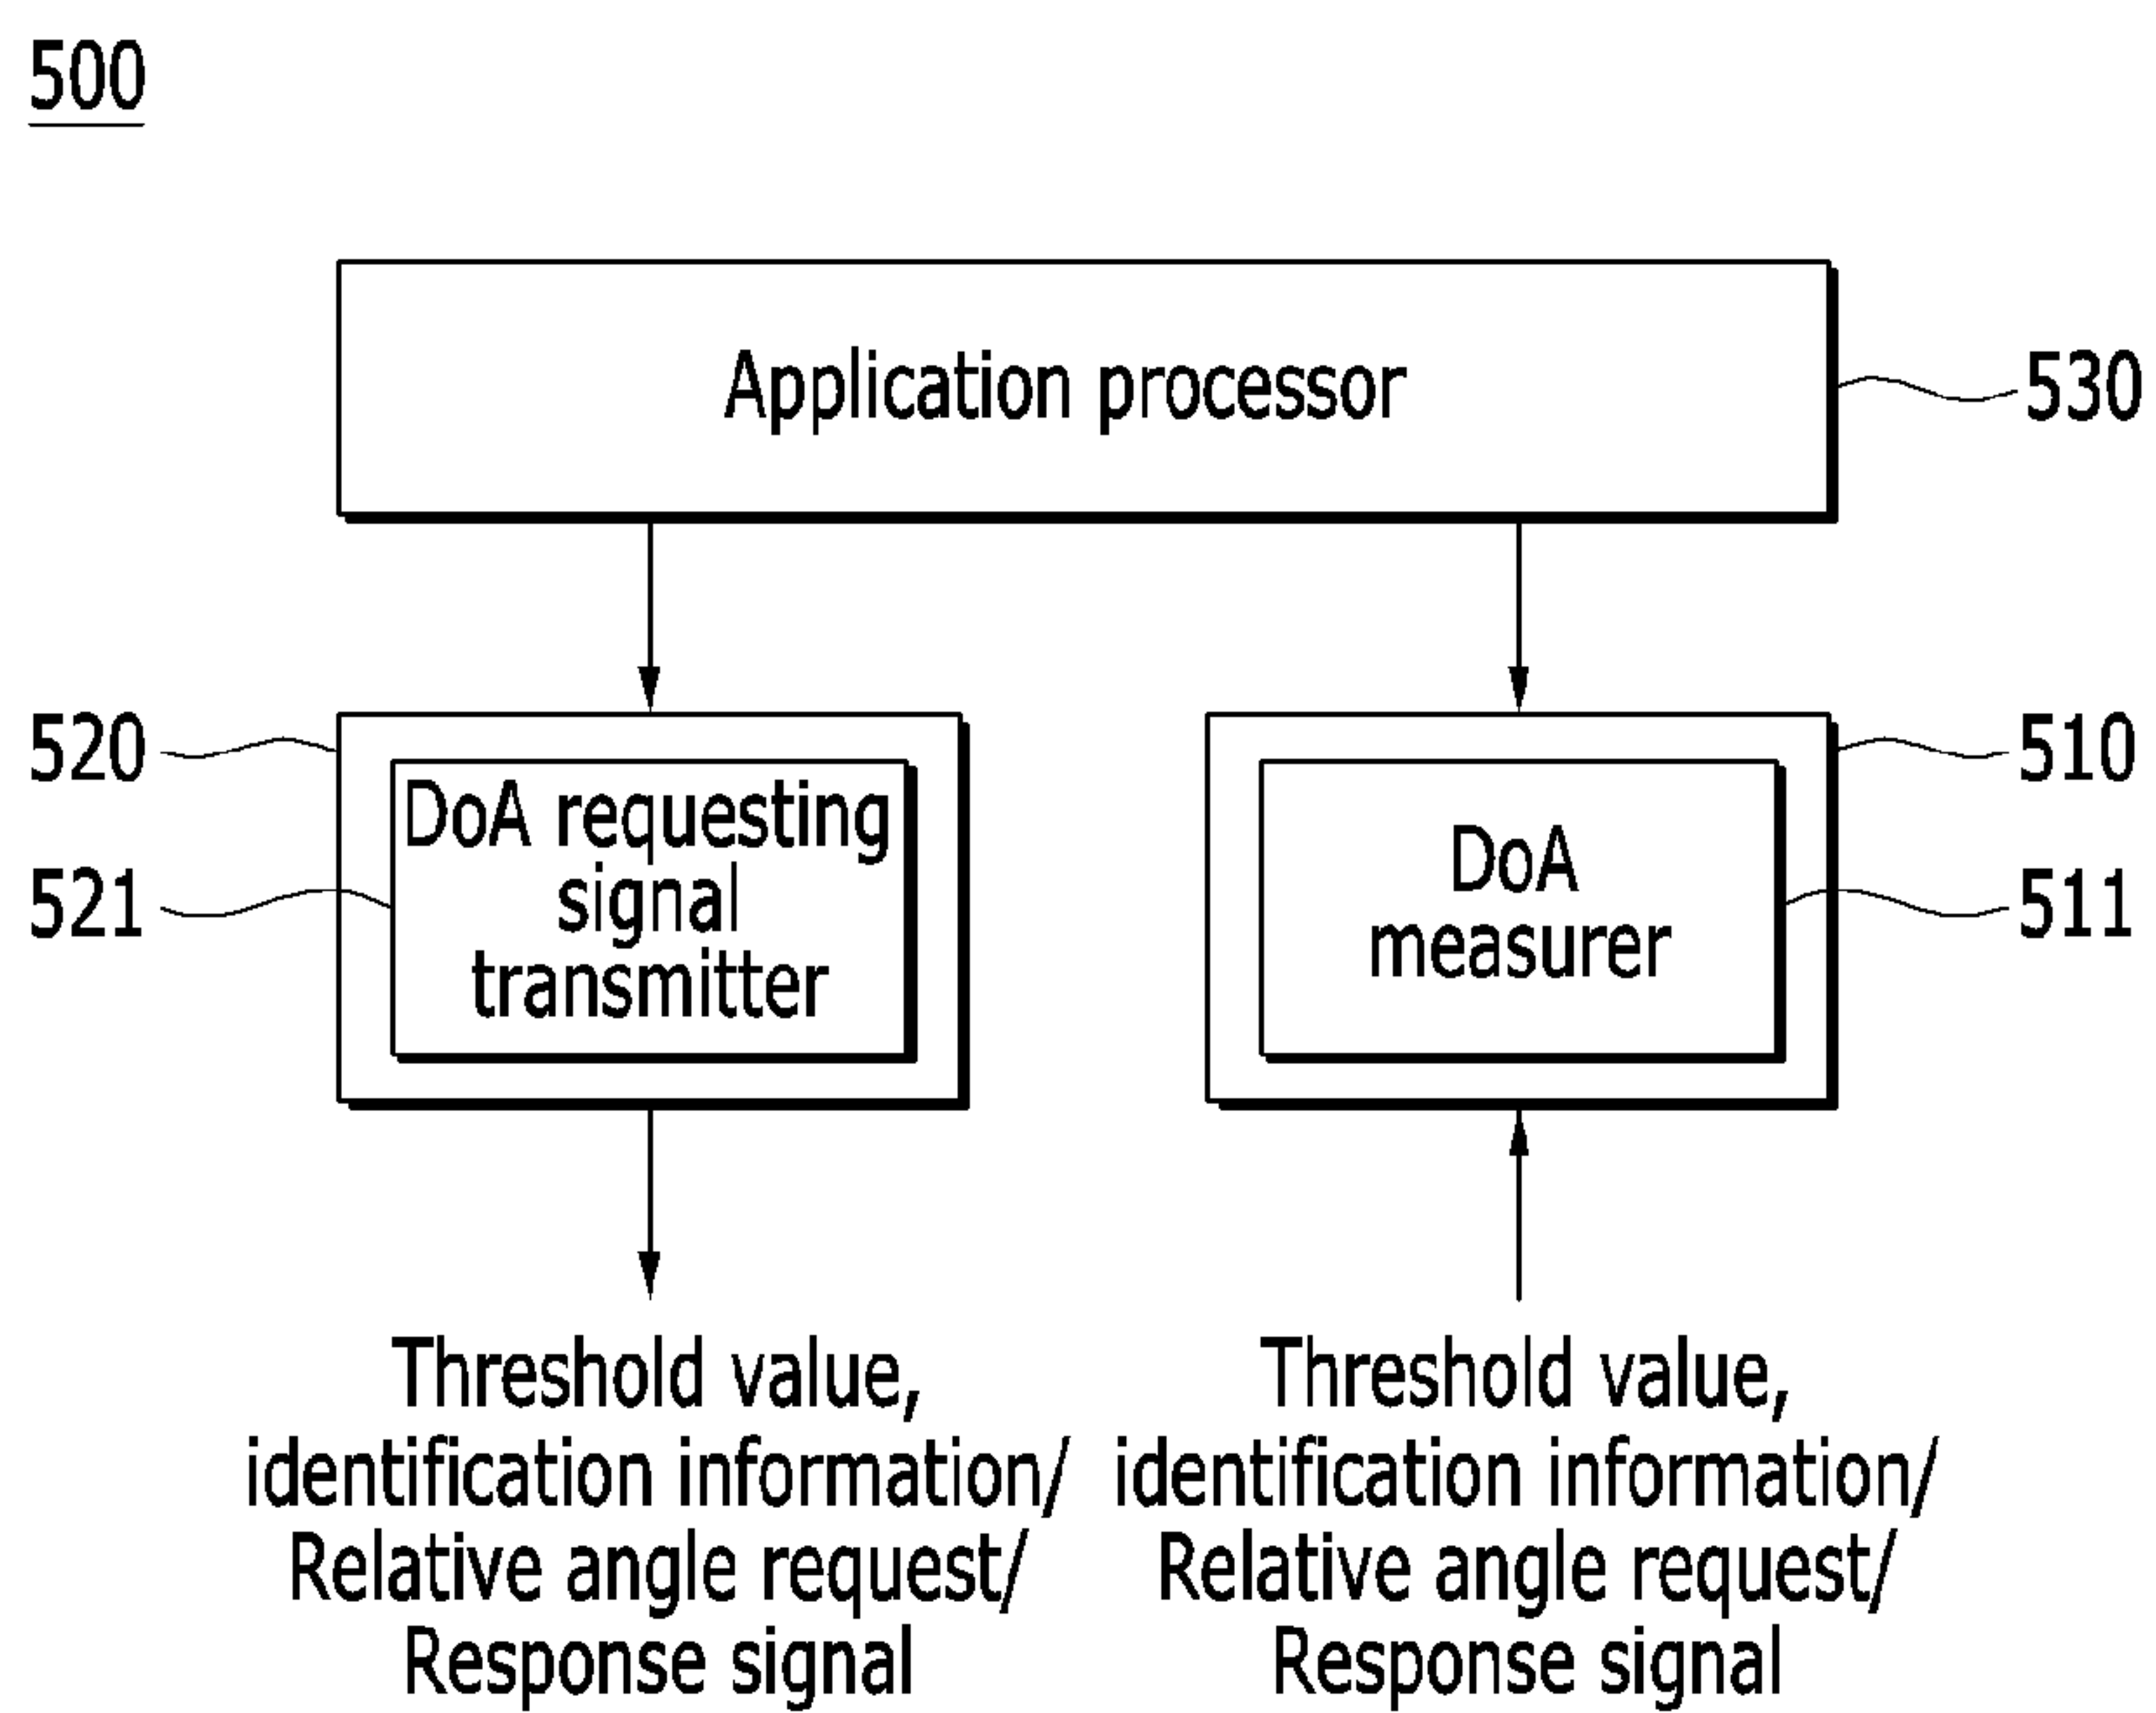 500
Application processor
530
520
DoA requesting
signal
transmitter
521
DoA
measurer
510
511
Threshold value,
identification information/
Relative angle request/
Response signal
Threshold value,
identification information/
Relative angle request/
Response signal